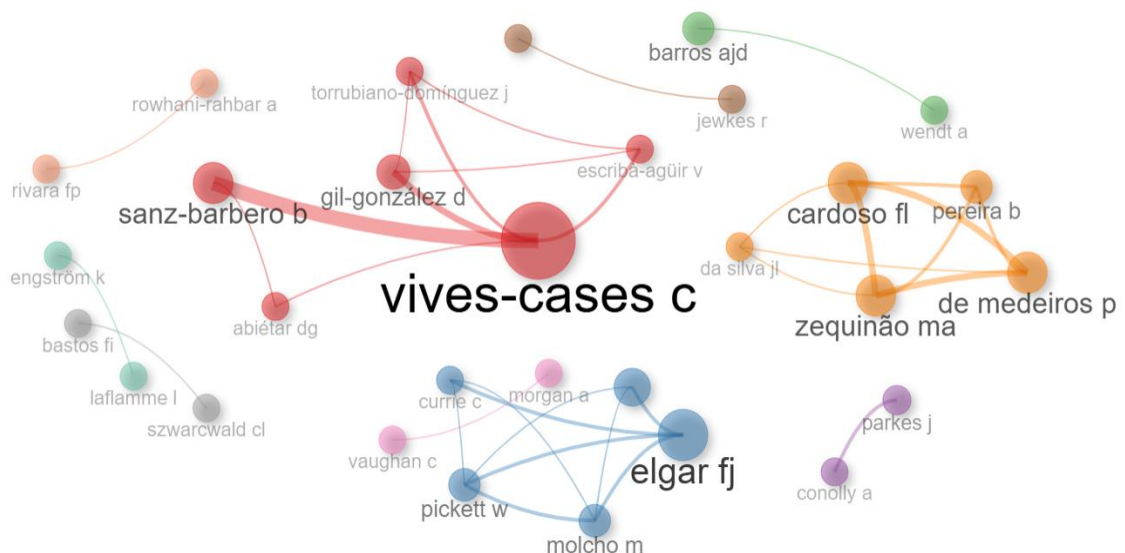 barros ajd
rowhani-rahbar a
torrubiano-domínguez j
jewkes r
wendt a
rivara fp
sanz-barbero b
gil-gonzález d
escribà-agüir v
cardoso fl
pereira b
engström k
da silva jl
vives-cases c
abiétar dg
zequinão ma
de medeiros p
bastos fi
laflamme l
szwarcwald cl
currie c
morgan a
parkes j
vaughan c
elgar fj
conolly a
pickett w
molcho m